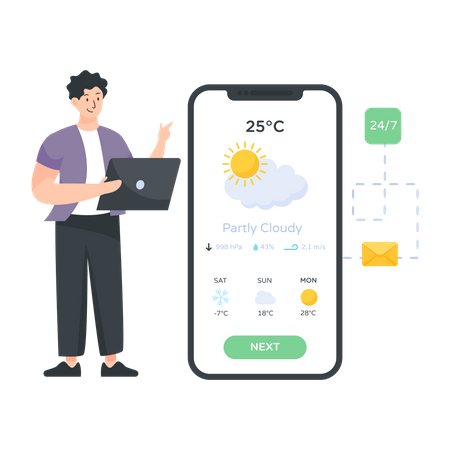 25°C
24/7
Partly Cloudy
998 hPa 43% 2,1 m/s
SAT SUN MON
-7°C 18°C 28°C
NEXT